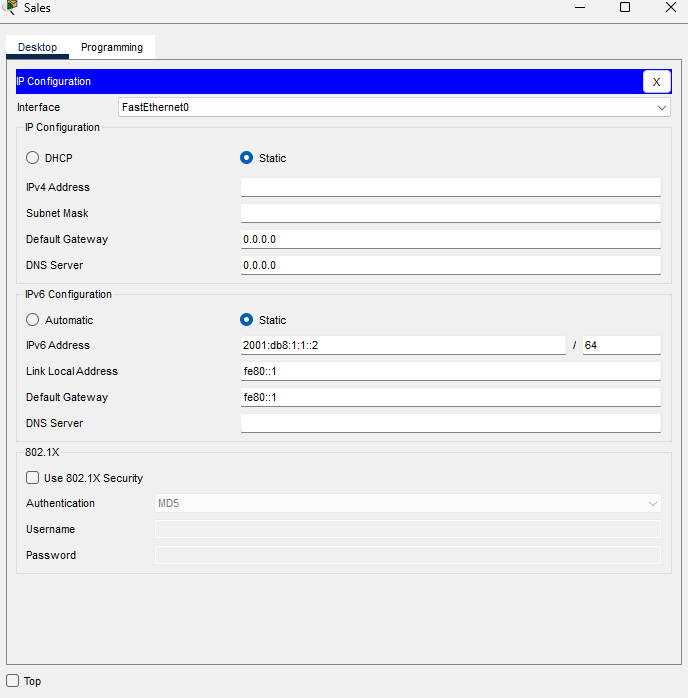 Sales
Desktop Programming
IP Configuration X
Interface FastEthernet0
IP Configuration
DHCP Static
IPv4 Address
Subnet Mask
Default Gateway 0.0.0.0
DNS Server 0.0.0.0
IPv6 Configuration
Automatic Static
IPv6 Address 2001:db8:1:1::2 / 64
Link Local Address fe80::1
Default Gateway fe80::1
DNS Server
802.1X
Use 802.1X Security
Authentication MD5
Username
Password
Top